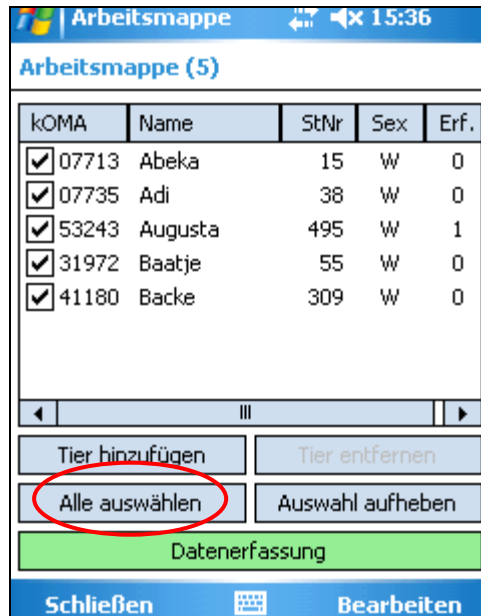 Arbeitsmappe 15:36
Arbeitsmappe (5)
kOMA Name StNr Sex Erf.
07713 Abeka 15 W 0
07735 Adi 38 W 0
53243 Augusta 495 W 1
31972 Baatje 55 W 0
41180 Backe 309 W 0
Tier hinzufügen Tier entfernen
Alle auswählen Auswahl aufheben
Datenerfassung
Schließen Bearbeiten